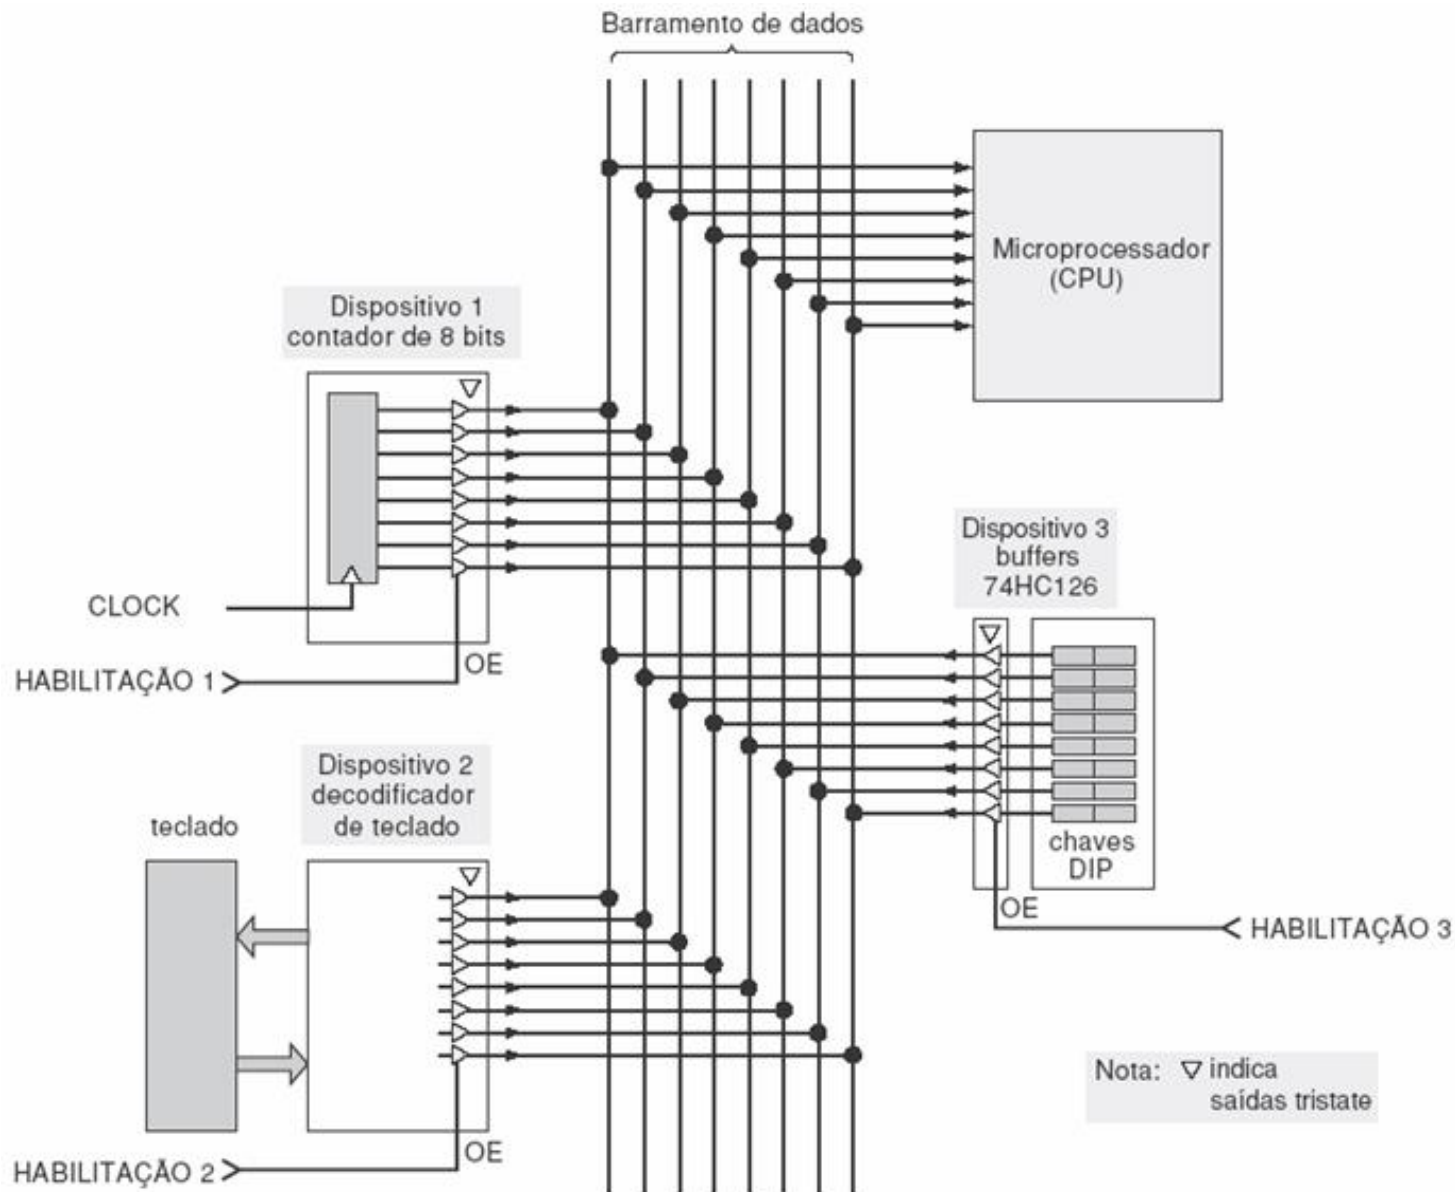 Barramento de dados
Microprocessador
(CPU)
Dispositivo 1
contador de 8 bits
CLOCK
OE
HABILITAÇÃO 1
Dispositivo 3
buffers
74HC126
chaves
DIP
OE
HABILITAÇÃO 3
Dispositivo 2
decodificador
de teclado
teclado
OE
HABILITAÇÃO 2
Nota: ▽ indica
saídas tristate